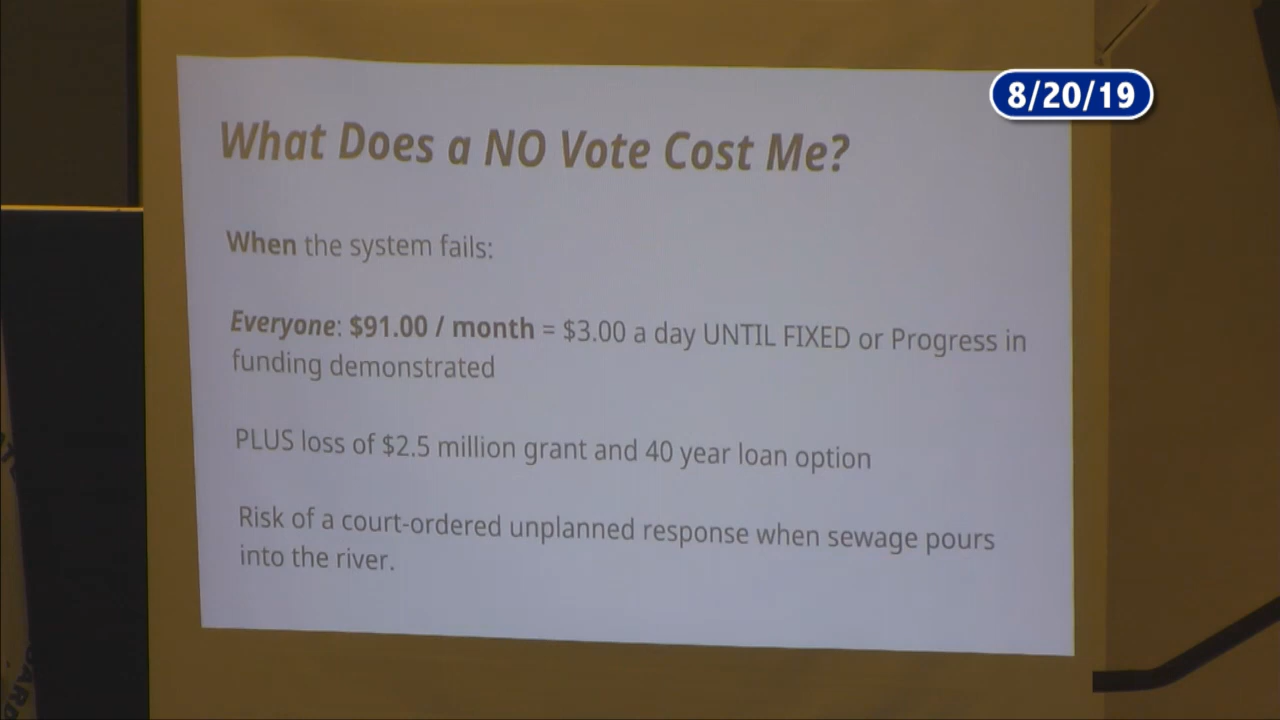 8/20/19
What Does a NO Vote Cost Me?
When the system fails:
Everyone: $91.00 / month = $3.00 a day UNTIL FIXED or Progress in
funding demonstrated
PLUS loss of $2.5 million grant and 40 year loan option
Risk of a court-ordered unplanned response when sewage pours
into the river.